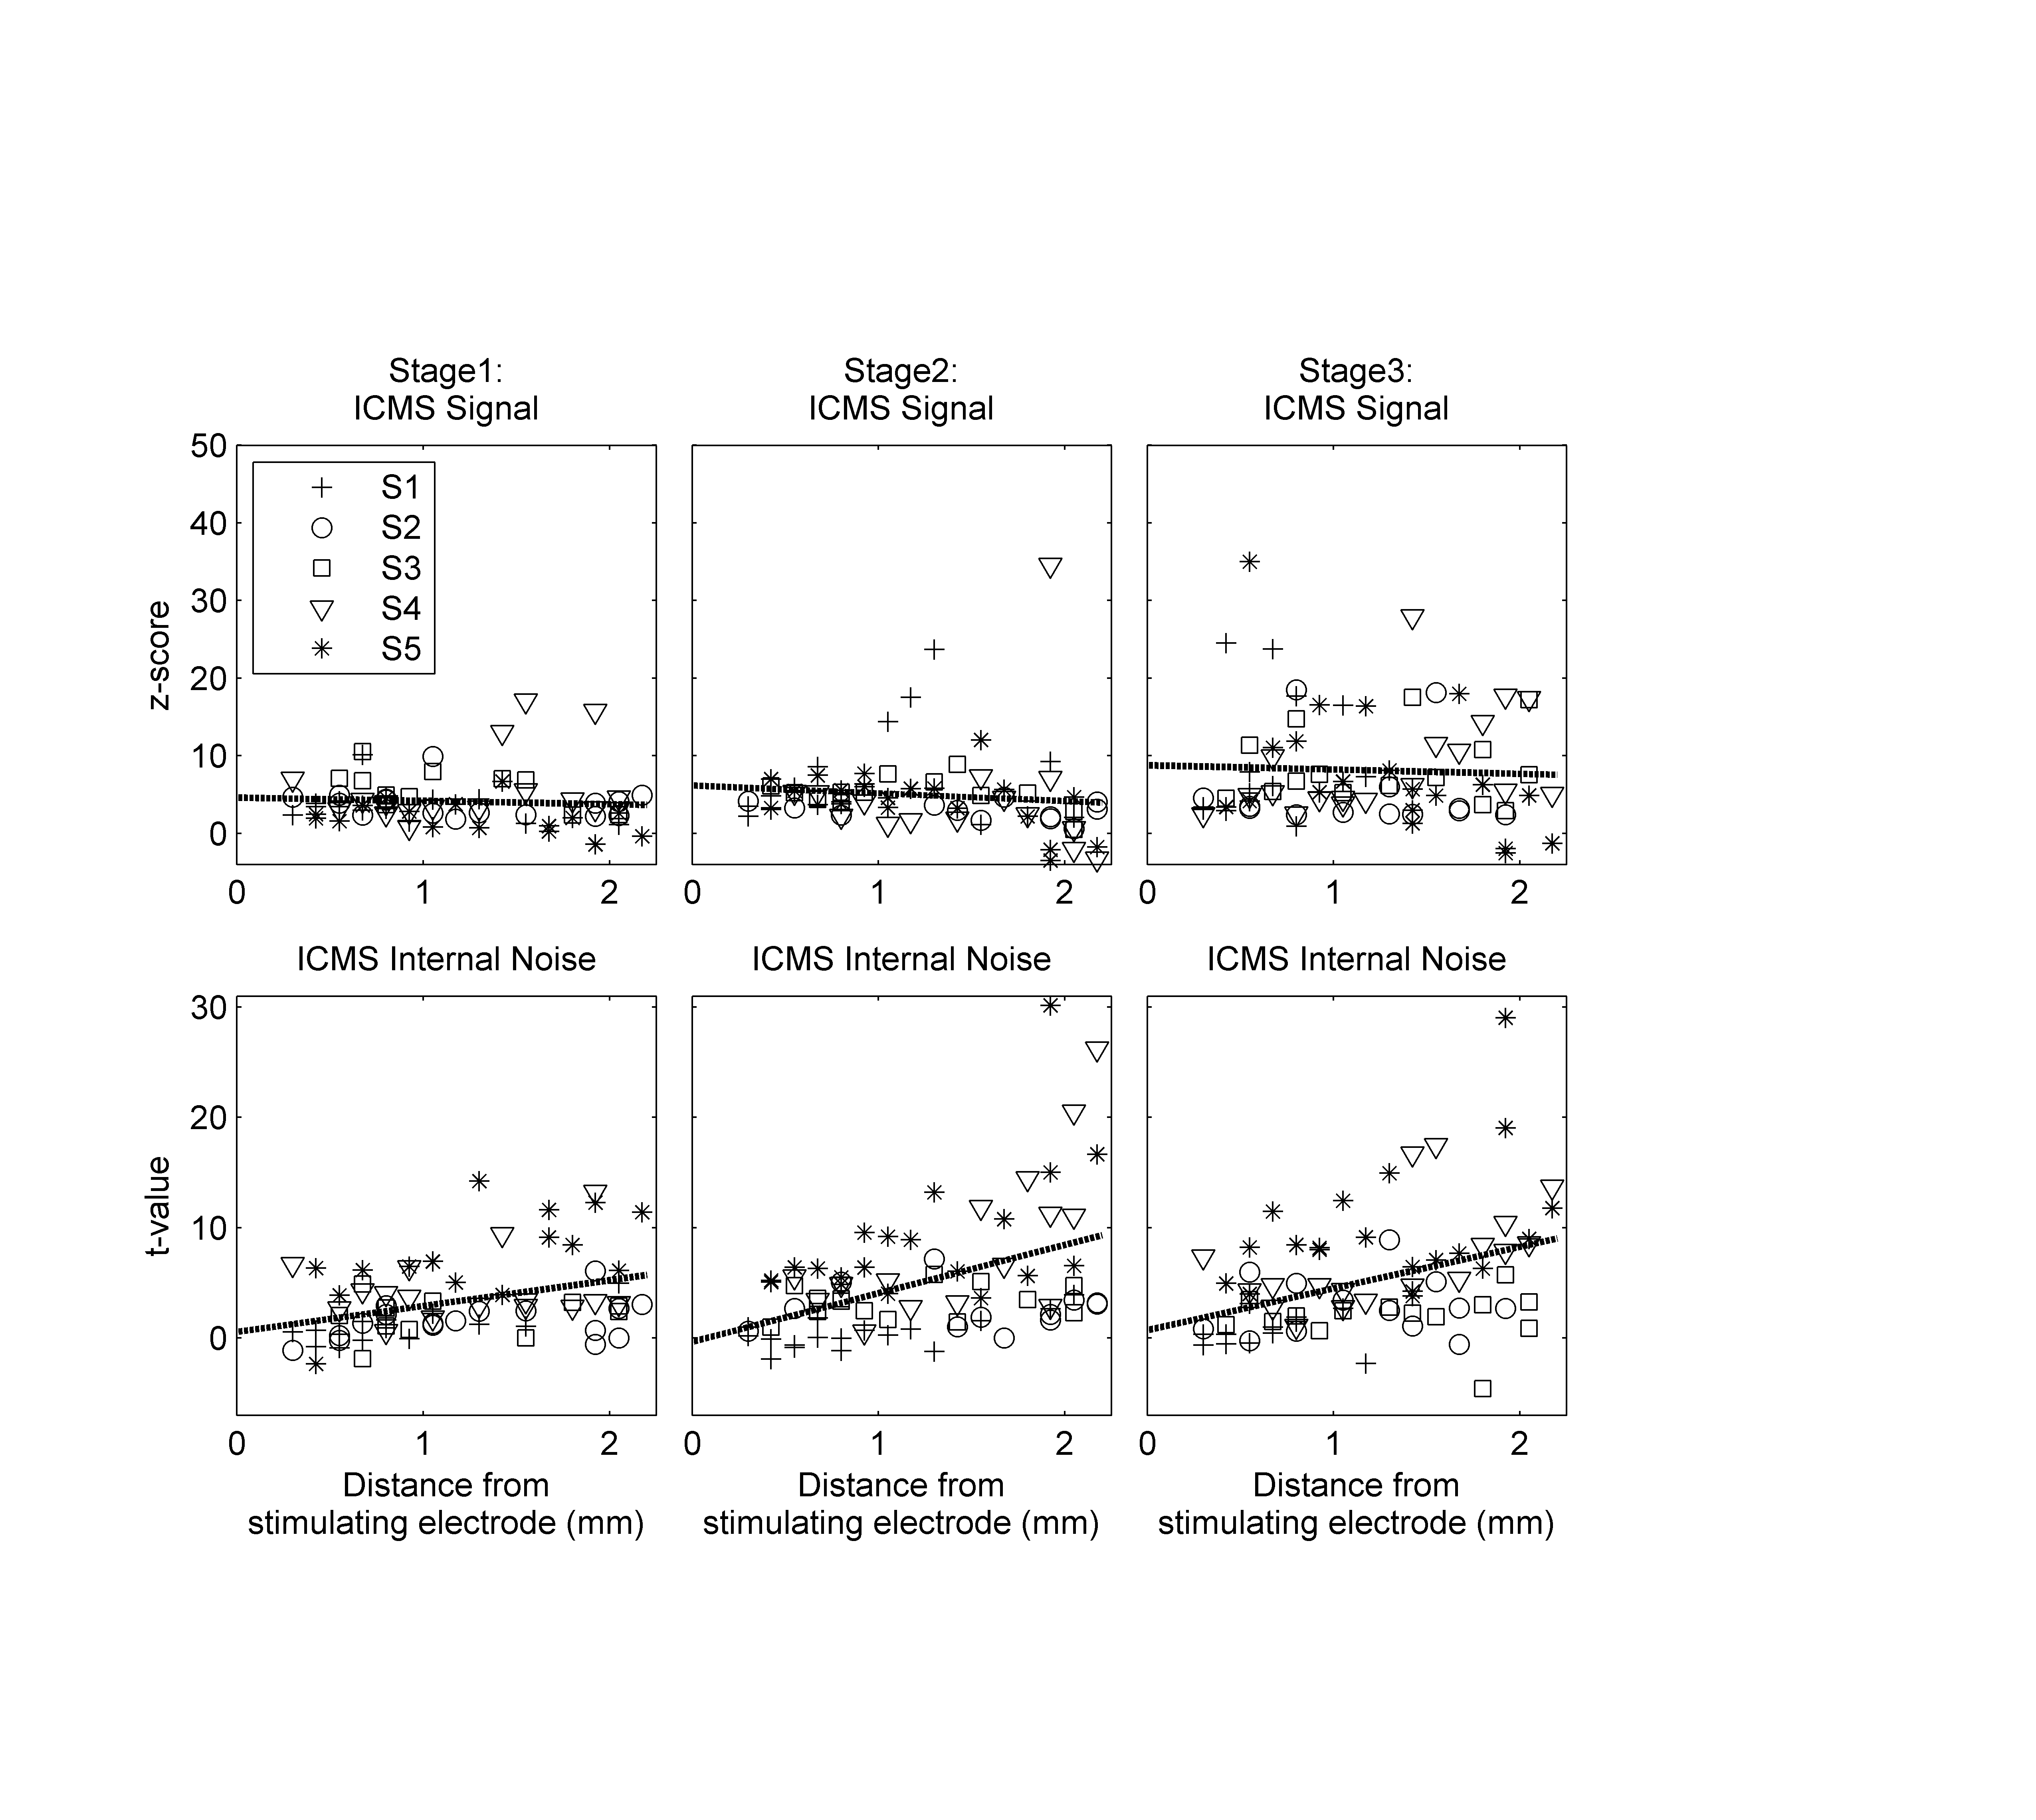 Stage1:
ICMS Signal
Stage2:
ICMS Signal
Stage3:
ICMS Signal
50
40
30
20
10
0
z-score
S1
S2
S3
S4
S5
0 1 2
0 1 2
0 1 2
ICMS Internal Noise
ICMS Internal Noise
ICMS Internal Noise
30
20
10
0
t-value
0 1 2
0 1 2
0 1 2
Distance from
stimulating electrode (mm)
Distance from
stimulating electrode (mm)
Distance from
stimulating electrode (mm)